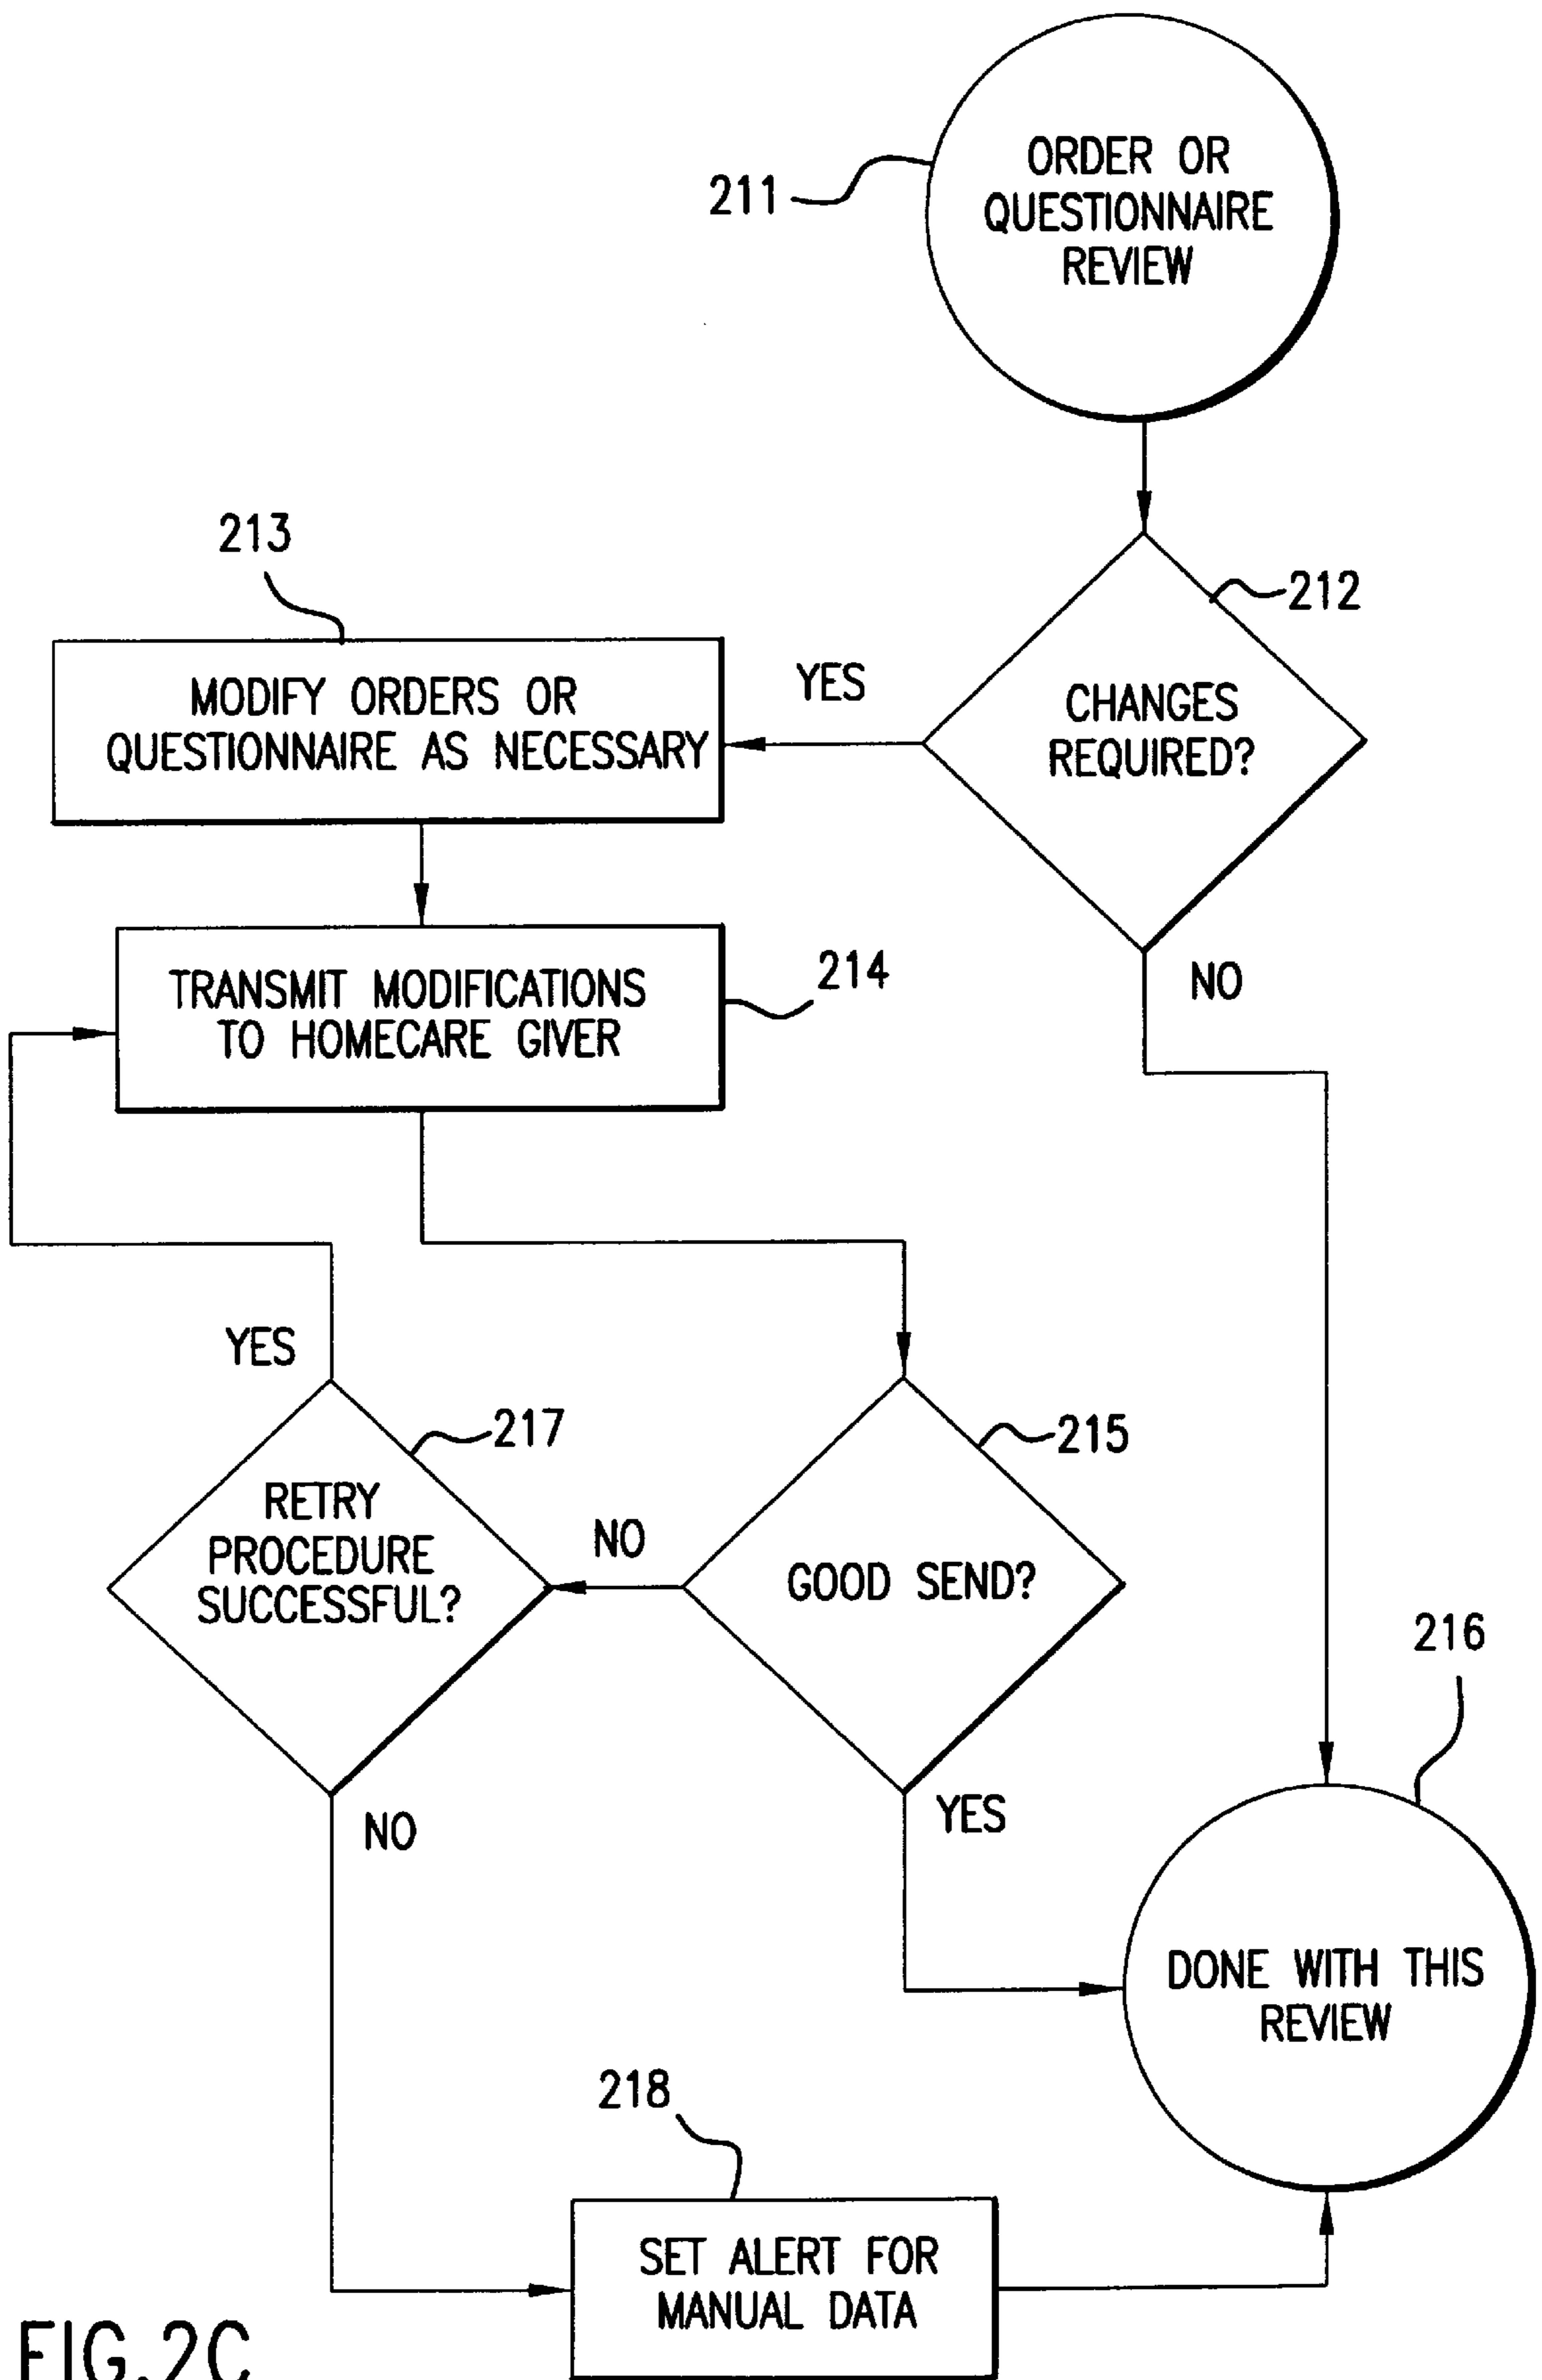 ORDER OR
QUESTIONNAIRE
REVIEW
211
213
212
YES
CHANGES
REQUIRED?
MODIFY ORDERS OR
QUESTIONNAIRE AS NECESSARY
214
NO
TRANSMIT MODIFICATIONS
TO HOMECARE GIVER
YES
217
215
RETRY
PROCEDURE
SUCCESSFUL?
NO
GOOD SEND?
216
YES
NO
DONE WITH THIS
REVIEW
218
SET ALERT FOR
MANUAL DATA
FIG.2C